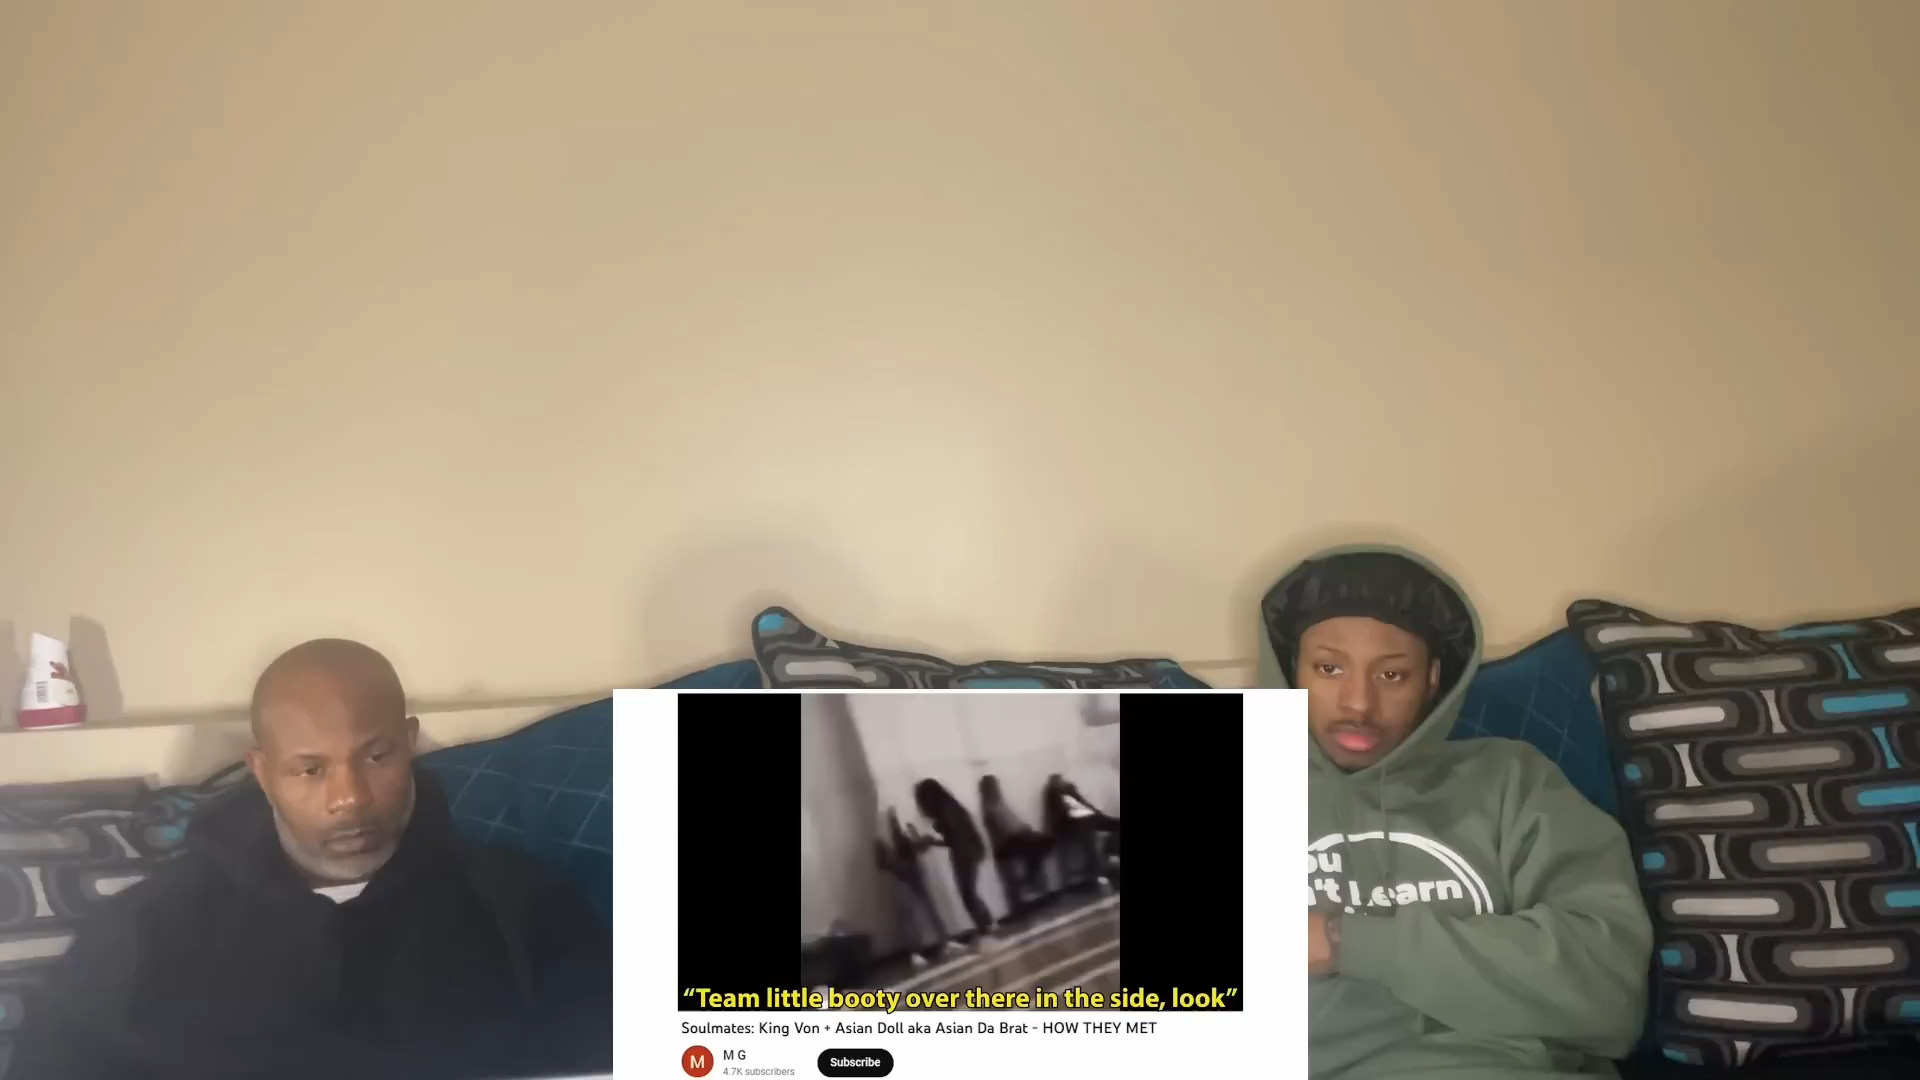 “Team little booty over there in the side, look”
Soulmates: King Von + Asian Doll aka Asian Da Brat - HOW THEY MET
M
M G
4.7K subscribers
Subscribe
ou
't Learn